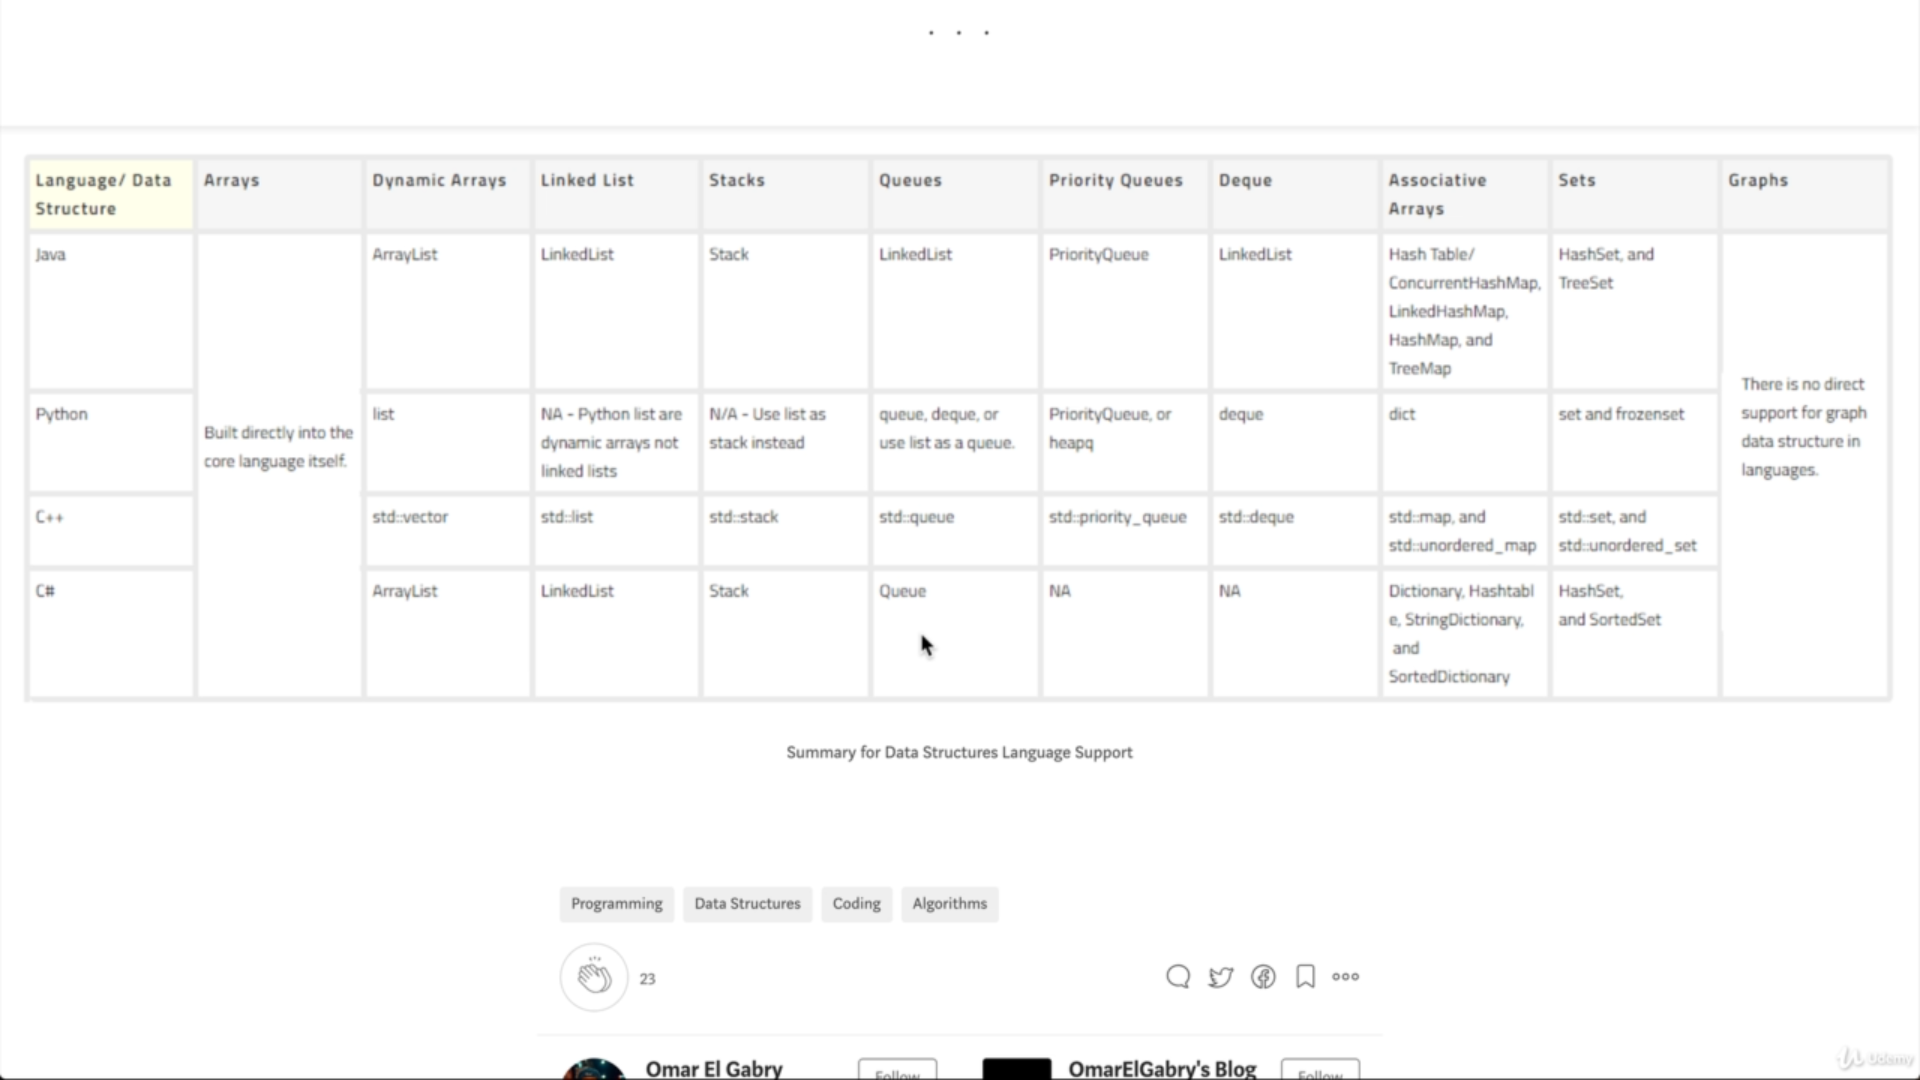 . . .
Language/ Data
Structure
Arrays
Dynamic Arrays
Linked List
Stacks
Queues
Priority Queues
Deque
Associative
Arrays
Sets
Graphs
Java
Built directly into the
core language itself.
ArrayList
LinkedList
Stack
LinkedList
PriorityQueue
LinkedList
Hash Table/
ConcurrentHashMap,
LinkedHashMap,
HashMap, and
TreeMap
HashSet, and
TreeSet
There is no direct
support for graph
data structure in
languages.
Python
list
NA - Python list are
dynamic arrays not
linked lists
N/A - Use list as
stack instead
queue, deque, or
use list as a queue.
PriorityQueue, or
heapq
deque
dict
set and frozenset
C++
std::vector
std::list
std::stack
std::queue
std::priority_queue
std::deque
std::map, and
std::unordered_map
std::set, and
std::unordered_set
C#
ArrayList
LinkedList
Stack
Queue
NA
NA
Dictionary, Hashtabl
e, StringDictionary,
and
SortedDictionary
HashSet,
and SortedSet
Summary for Data Structures Language Support
Programming
Data Structures
Coding
Algorithms
23
Omar El Gabry
Follow
OmarElGabry's Blog
Follow
Udemy